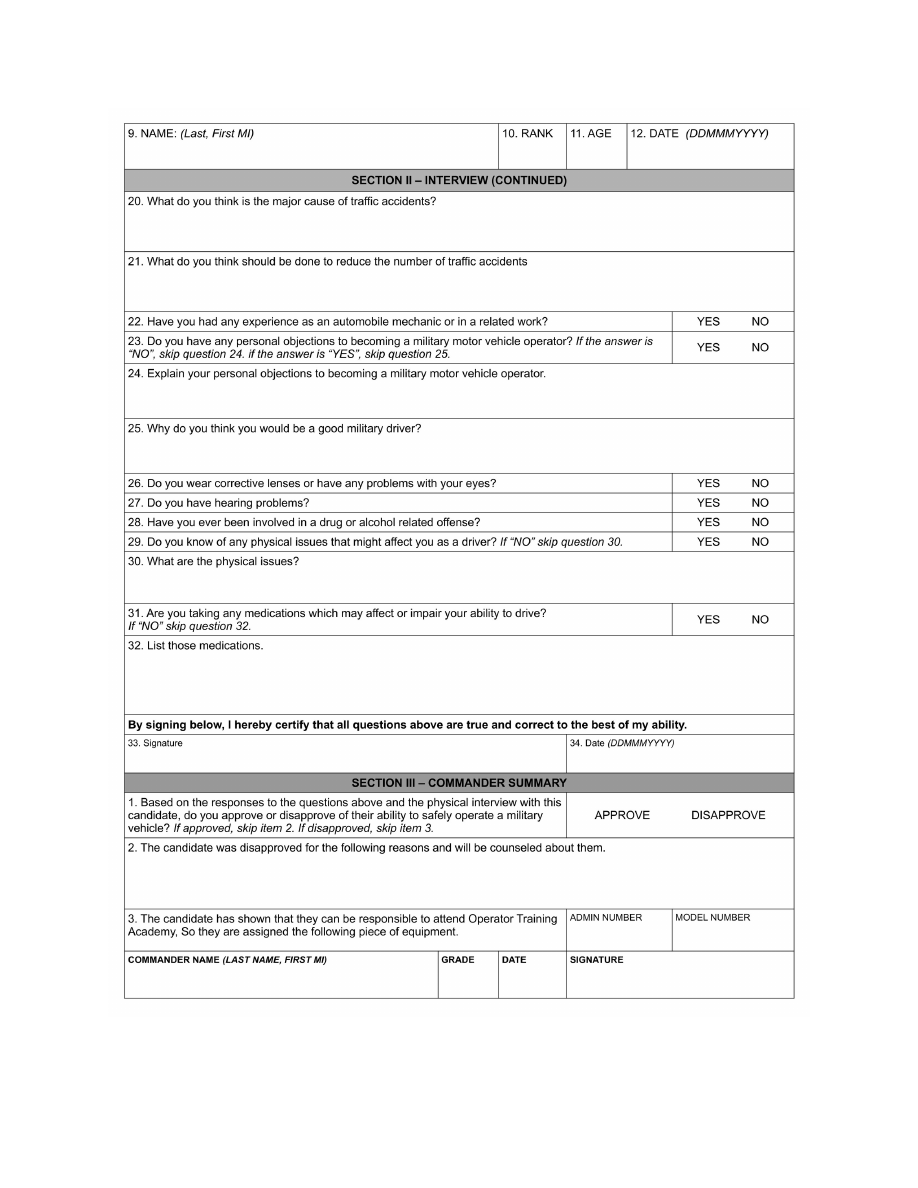 9. NAME: (Last, First MI) 10. RANK 11. AGE 12. DATE (DDMMMYYYY)
SECTION II – INTERVIEW (CONTINUED)
20. What do you think is the major cause of traffic accidents?
21. What do you think should be done to reduce the number of traffic accidents
22. Have you had any experience as an automobile mechanic or in a related work? YES NO
23. Do you have any personal objections to becoming a military motor vehicle operator? If the answer is
“NO”, skip question 24. if the answer is “YES”, skip question 25. YES NO
24. Explain your personal objections to becoming a military motor vehicle operator.
25. Why do you think you would be a good military driver?
26. Do you wear corrective lenses or have any problems with your eyes? YES NO
27. Do you have hearing problems? YES NO
28. Have you ever been involved in a drug or alcohol related offense? YES NO
29. Do you know of any physical issues that might affect you as a driver? If “NO” skip question 30. YES NO
30. What are the physical issues?
31. Are you taking any medications which may affect or impair your ability to drive?
If “NO” skip question 32. YES NO
32. List those medications.
By signing below, I hereby certify that all questions above are true and correct to the best of my ability.
33. Signature 34. Date (DDMMMYYYY)
SECTION III – COMMANDER SUMMARY
1. Based on the responses to the questions above and the physical interview with this
candidate, do you approve or disapprove of their ability to safely operate a military
vehicle? If approved, skip item 2. If disapproved, skip item 3. APPROVE DISAPPROVE
2. The candidate was disapproved for the following reasons and will be counseled about them.
3. The candidate has shown that they can be responsible to attend Operator Training
Academy, So they are assigned the following piece of equipment. ADMIN NUMBER MODEL NUMBER
COMMANDER NAME (LAST NAME, FIRST MI) GRADE DATE SIGNATURE